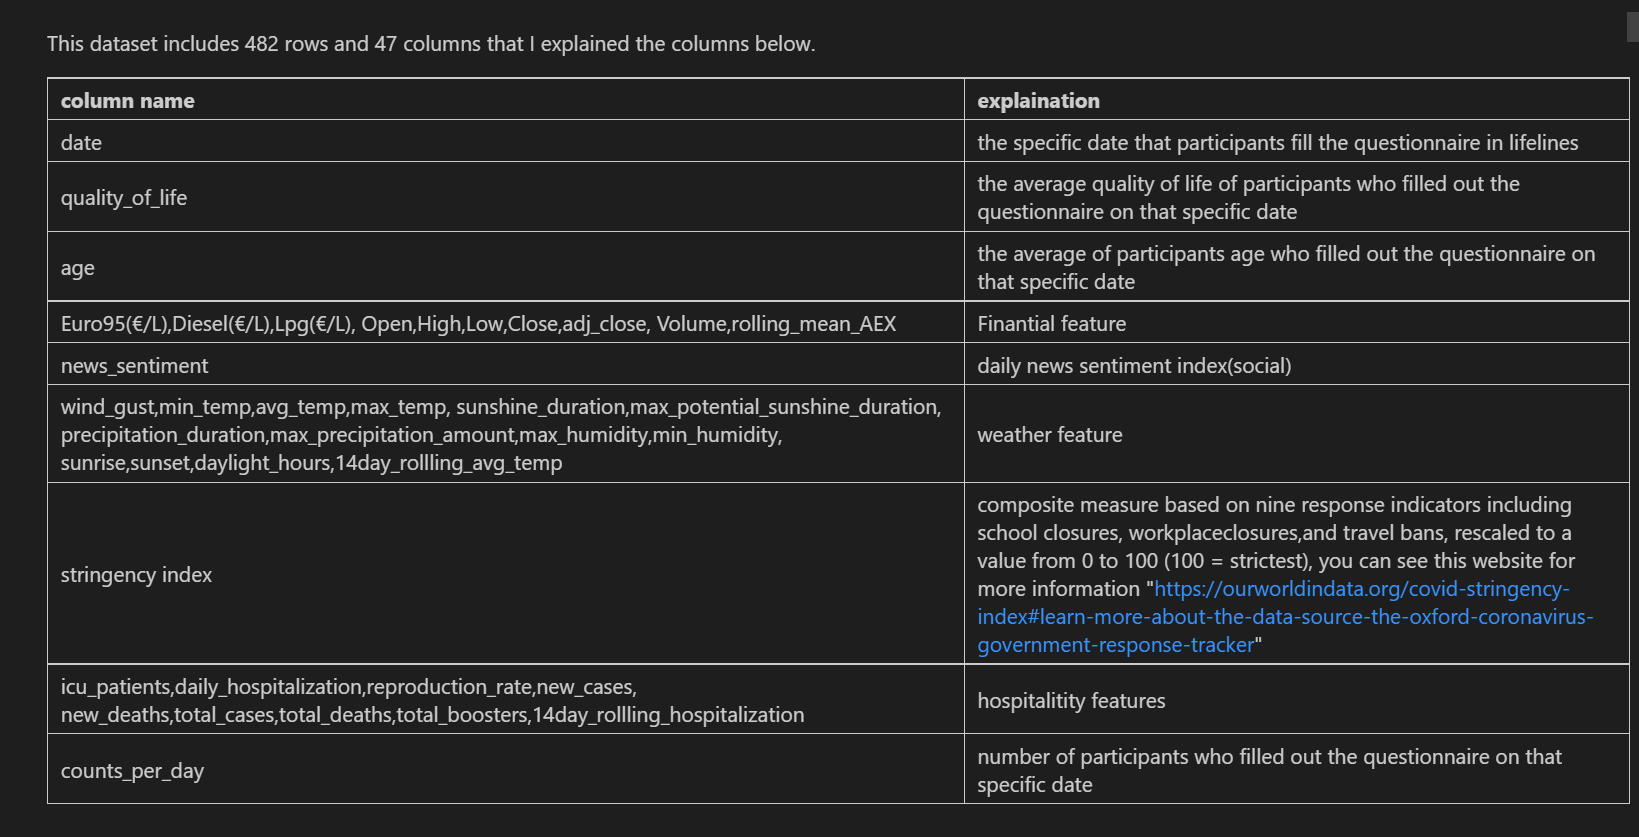 This dataset includes 482 rows and 47 columns that I explained the columns below.
column name
explaination
date
the specific date that participants fill the questionnaire in lifelines
quality_of_life
the average quality of life of participants who filled out the
questionnaire on that specific date
age
the average of participants age who filled out the questionnaire on
that specific date
Euro95(€/L),Diesel(€/L),Lpg(€/L), Open,High,Low,Close,adj_close, Volume,rolling_mean_AEX
Finantial feature
news_sentiment
daily news sentiment index(social)
wind_gust,min_temp,avg_temp,max_temp, sunshine_duration,max_potential_sunshine_duration,
precipitation_duration,max_precipitation_amount,max_humidity,min_humidity,
sunrise,sunset,daylight_hours,14day_rollling_avg_temp
weather feature
stringency index
composite measure based on nine response indicators including
school closures, workplaceclosures,and travel bans, rescaled to a
value from 0 to 100 (100 = strictest), you can see this website for
more information "https://ourworldindata.org/covid-stringency-
index#learn-more-about-the-data-source-the-oxford-coronavirus-
government-response-tracker"
icu_patients,daily_hospitalization,reproduction_rate,new_cases,
new_deaths,total_cases,total_deaths,total_boosters,14day_rollling_hospitalization
hospitalitity features
counts_per_day
number of participants who filled out the questionnaire on that
specific date